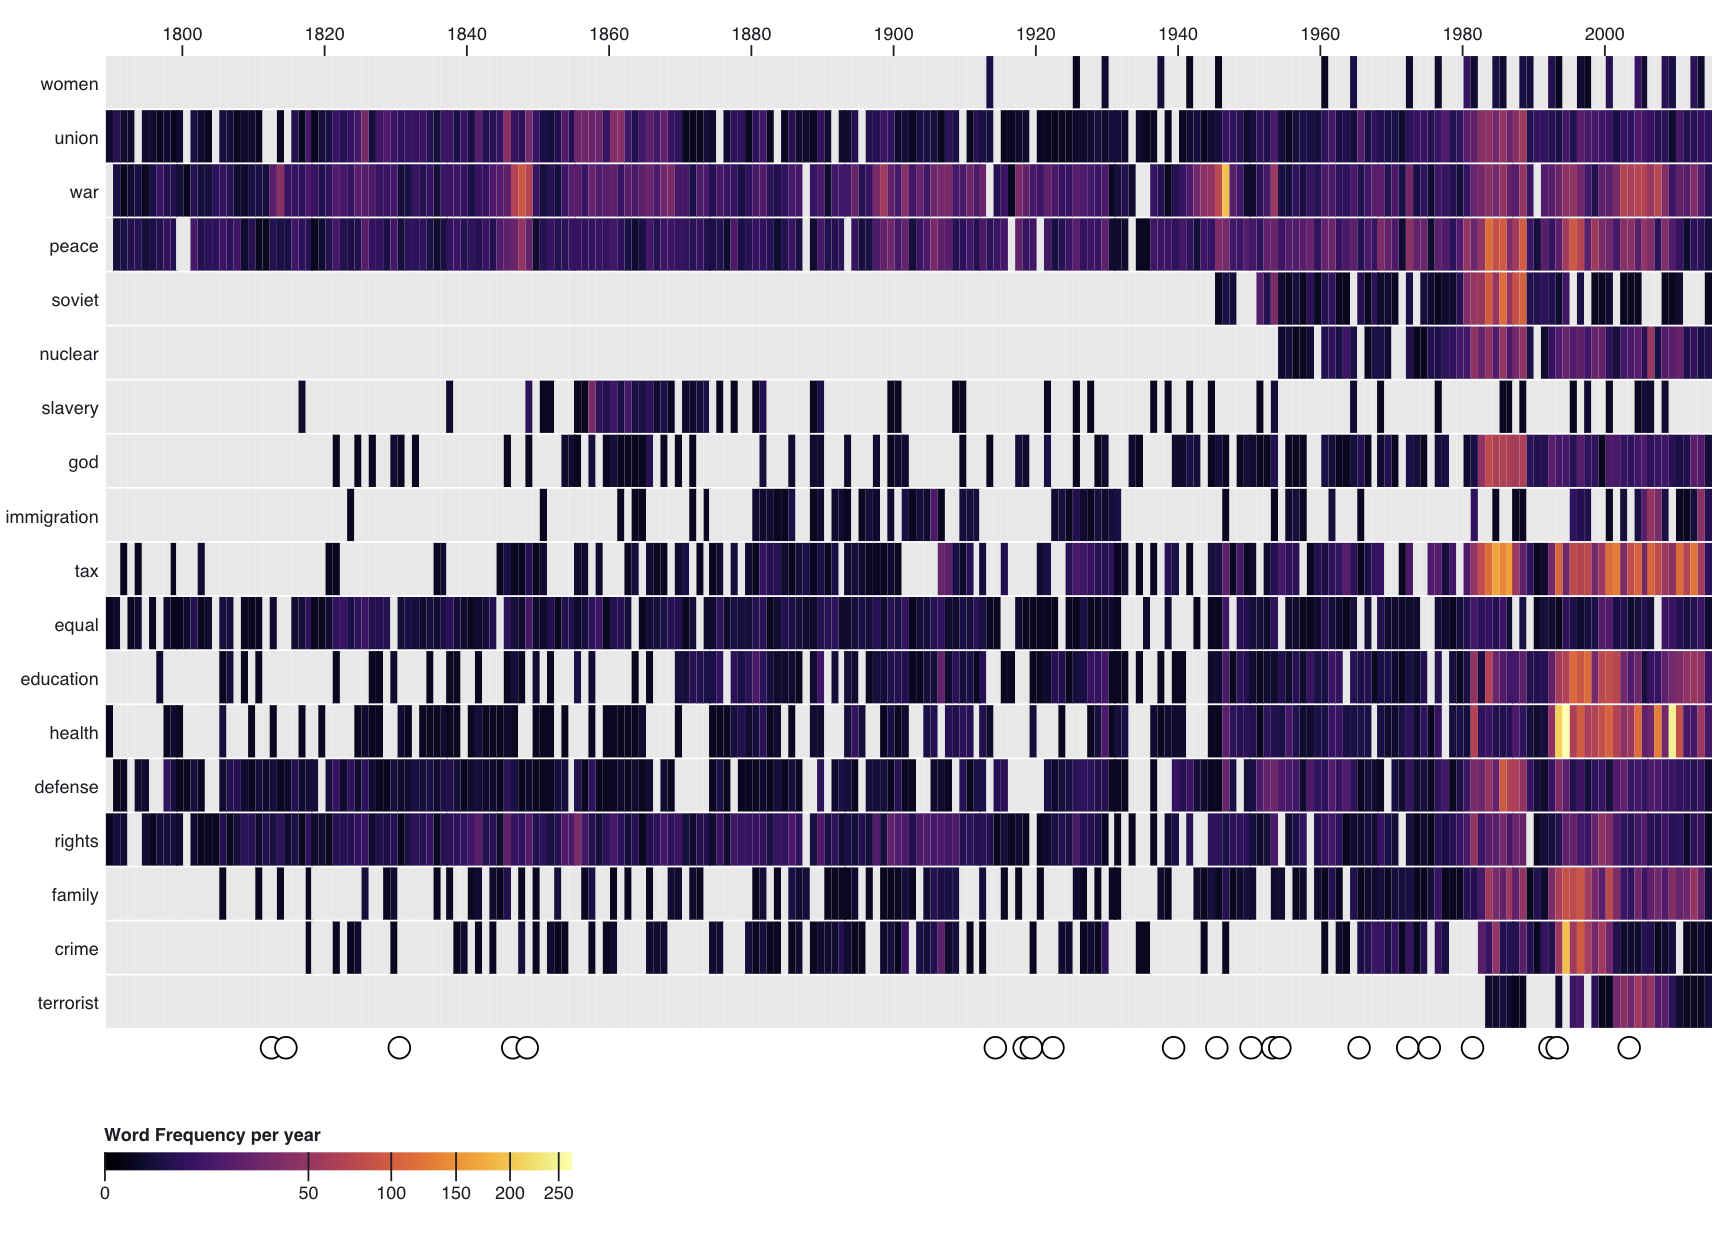 1800 1820 1840 1860 1880 1900 1920 1940 1960 1980 2000
women
union
war
peace
soviet
nuclear
slavery
god
immigration
tax
equal
education
health
defense
rights
family
crime
terrorist
Word Frequency per year
0 50 100 150 200 250